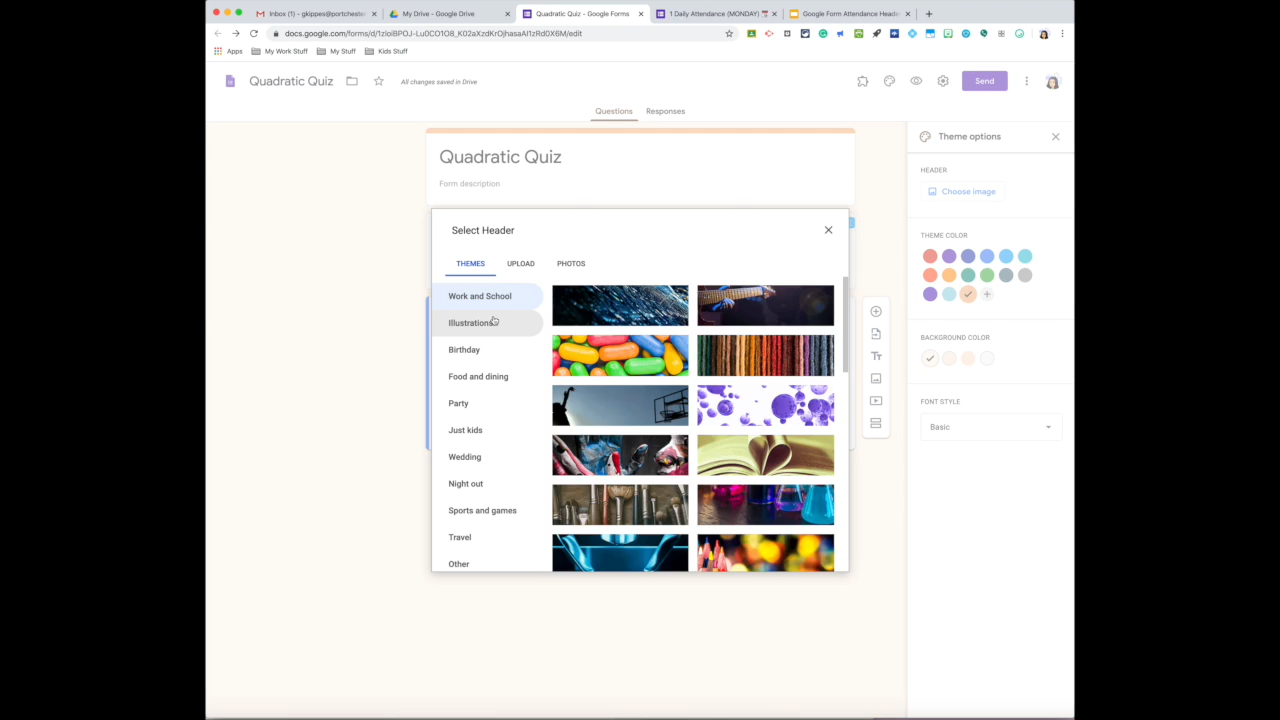 Inbox (1) - gkippes@portchester
My Drive - Google Drive
Quadratic Quiz - Google Forms
1 Daily Attendance (MONDAY)
Google Form Attendance Heade
docs.google.com/forms/d/1zioiBPOJ-Lu0CO1O8_K02aXzdKrOjhasaAI1zRd0X6M/edit
Apps
My Work Stuff
My Stuff
Kids Stuff
Quadratic Quiz
All changes saved in Drive
Send
Questions
Responses
Theme options
Quadratic Quiz
Form description
HEADER
Choose image
Select Header
THEME COLOR
THEMES
UPLOAD
PHOTOS
Work and School
Illustrations
Birthday
Food and dining
Party
Just kids
Wedding
Night out
Sports and games
Travel
Other
BACKGROUND COLOR
FONT STYLE
Basic